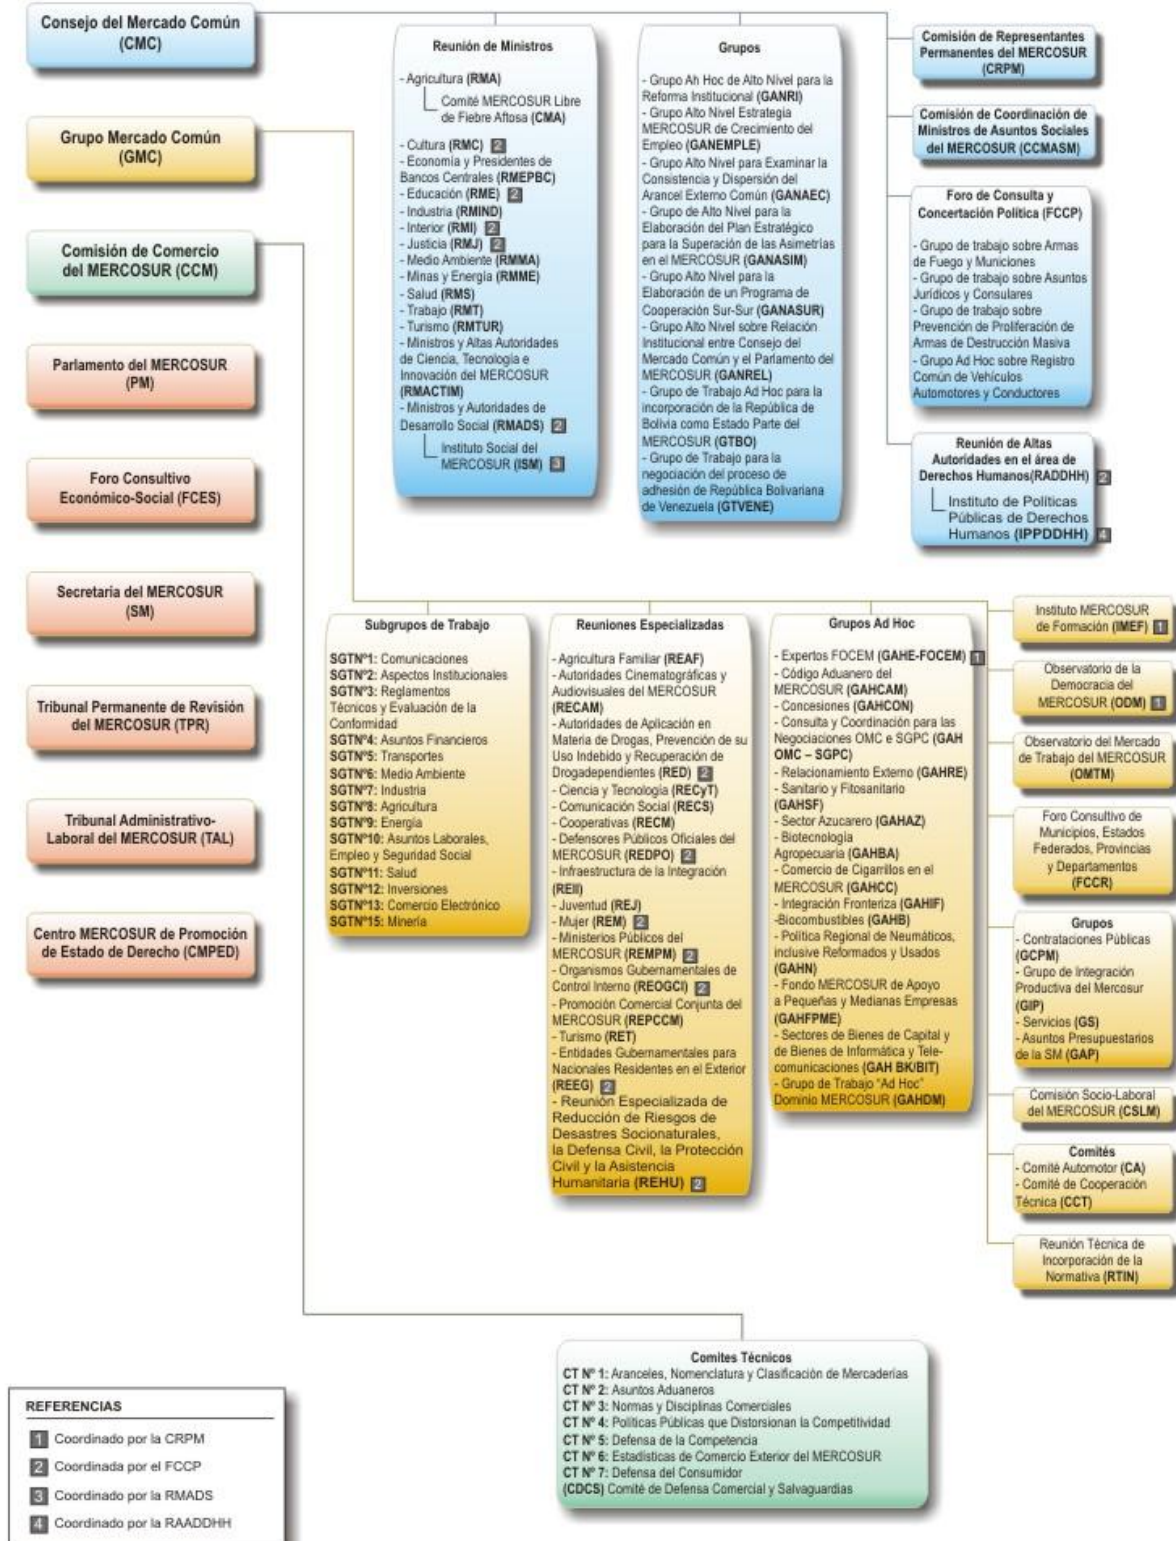 Consejo del Mercado Común
(CMC)
Grupo Mercado Común
(GMC)
Comisión de Comercio
del MERCOSUR (CCM)
Parlamento del MERCOSUR
(PM)
Foro Consultivo
Económico-Social (FCES)
Secretaria del MERCOSUR
(SM)
Tribunal Permanente de Revisión
del MERCOSUR (TPR)
Tribunal Administrativo-
Laboral del MERCOSUR (TAL)
Centro MERCOSUR de Promoción
de Estado de Derecho (CMPED)
Reunión de Ministros
- Agricultura (RMA)
Comité MERCOSUR Libre
de Fiebre Aftosa (CMA)
- Cultura (RMC) 2
- Economía y Presidentes de
Bancos Centrales (RMEPBC)
- Educación (RME) 2
- Industria (RMIND)
- Interior (RMI) 2
- Justicia (RMJ) 2
- Medio Ambiente (RMMA)
- Minas y Energía (RMME)
- Salud (RMS)
- Trabajo (RMT)
- Turismo (RMTUR)
- Ministros y Altas Autoridades
de Ciencia, Tecnología e
Innovación del MERCOSUR
(RMACTIM)
- Ministros y Autoridades de
Desarrollo Social (RMADS) 2
Instituto Social del
MERCOSUR (ISM) 3
Grupos
- Grupo Ah Hoc de Alto Nível para la
Reforma Institucional (GANRI)
- Grupo Alto Nivel Estrategia
MERCOSUR de Crecimiento del
Empleo (GANEMPLE)
- Grupo Alto Nivel para Examinar la
Consistencia y Dispersión del
Arancel Externo Común (GANAEC)
- Grupo de Alto Nivel para la
Elaboración del Plan Estratégico
para la Superación de las Asimetrías
en el MERCOSUR (GANASIM)
- Grupo Alto Nivel para la
Elaboración de un Programa de
Cooperación Sur-Sur (GANASUR)
- Grupo Alto Nivel sobre Relación
Institucional entre Consejo del
Mercado Común y el Parlamento del
MERCOSUR (GANREL)
- Grupo de Trabajo Ad Hoc para la
incorporación de la República de
Bolivia como Estado Parte del
MERCOSUR (GTBO)
- Grupo de Trabajo para la
negociación del proceso de
adhesión de República Bolivariana
de Venezuela (GTVENE)
Comisión de Representantes
Permanentes del MERCOSUR
(CRPM)
Comisión de Coordinación de
Ministros de Asuntos Sociales
del MERCOSUR (CCMASM)
Foro de Consulta y
Concertación Política (FCCP)
- Grupo de trabajo sobre Armas
de Fuego y Municiones
- Grupo de trabajo sobre Asuntos
Jurídicos y Consulares
- Grupo de trabajo sobre
Prevención de Proliferación de
Armas de Destrucción Masiva
- Grupo Ad Hoc sobre Registro
Común de Vehículos
Automotores y Conductores
Reunión de Altas
Autoridades en el área de
Derechos Humanos(RADDHH) 2
Instituto de Políticas
Públicas de Derechos
Humanos (IPPDDHH) 4
Subgrupos de Trabajo
SGTNº1: Comunicaciones
SGTNº2: Aspectos Institucionales
SGTNº3: Reglamentos
Técnicos y Evaluación de la
Conformidad
SGTNº4: Asuntos Financieros
SGTNº5: Transportes
SGTNº6: Medio Ambiente
SGTNº7: Industria
SGTNº8: Agricultura
SGTNº9: Energía
SGTNº10: Asuntos Laborales,
Empleo y Seguridad Social
SGTNº11: Salud
SGTNº12: Inversiones
SGTNº13: Comercio Electrónico
SGTNº15: Minería
Reuniones Especializadas
- Agricultura Familiar (REAF)
- Autoridades Cinematográficas y
Audiovisuales del MERCOSUR
(RECAM)
- Autoridades de Aplicación en
Materia de Drogas, Prevención de su
Uso Indebido y Recuperación de
Drogadependientes (RED) 2
- Ciencia y Tecnología (RECyT)
- Comunicación Social (RECS)
- Cooperativas (RECM)
- Defensores Públicos Oficiales del
MERCOSUR (REDPO) 2
- Infraestructura de la Integración
(REII)
- Juventud (REJ)
- Mujer (REM) 2
- Ministerios Públicos del
MERCOSUR (REMPM) 2
- Organismos Gubernamentales de
Control Interno (REOGCI) 2
- Promoción Comercial Conjunta del
MERCOSUR (REPCCM)
- Turismo (RET)
- Entidades Gubernamentales para
Nacionales Residentes en el Exterior
(REEG) 2
- Reunión Especializada de
Reducción de Riesgos de
Desastres Socionaturales,
la Defensa Civil, la Protección
Civil y la Asistencia
Humanitaria (REHU) 2
Grupos Ad Hoc
- Expertos FOCEM (GAHE-FOCEM) 1
- Código Aduanero del
MERCOSUR (GAHCAM)
- Concesiones (GAHCON)
- Consulta y Coordinación para las
Negociaciones OMC e SGPC (GAH
OMC – SGPC)
- Relacionamiento Externo (GAHRE)
- Sanitario y Fitosanitario
(GAHSF)
- Sector Azucarero (GAHAZ)
- Biotecnología
Agropecuaria (GAHBA)
- Comercio de Cigarrillos en el
MERCOSUR (GAHCC)
- Integración Fronteriza (GAHIF)
-Biocombustibles (GAHB)
- Política Regional de Neumáticos,
inclusive Reformados y Usados
(GAHN)
- Fondo MERCOSUR de Apoyo
a Pequeñas y Medianas Empresas
(GAHFPME)
- Sectores de Bienes de Capital y
de Bienes de Informática y Tele-
comunicaciones (GAH BK/BIT)
- Grupo de Trabajo "Ad Hoc"
Dominio MERCOSUR (GAHDM)
Instituto MERCOSUR
de Formación (IMEF) 1
Observatorio de la
Democracia del
MERCOSUR (ODM) 1
Observatorio del Mercado
de Trabajo del MERCOSUR
(OMTM)
Foro Consultivo de
Municipios, Estados
Federados, Provincias
y Departamentos
(FCCR)
Grupos
- Contrataciones Públicas
(GCPM)
- Grupo de Integración
Productiva del Mercosur
(GIP)
- Servicios (GS)
- Asuntos Presupuestarios
de la SM (GAP)
Comisión Socio-Laboral
del MERCOSUR (CSLM)
Comités
- Comité Automotor (CA)
- Comité de Cooperación
Técnica (CCT)
Reunión Técnica de
Incorporación de la
Normativa (RTIN)
Comites Técnicos
CT Nº 1: Aranceles, Nomenclatura y Clasificación de Mercaderías
CT Nº 2: Asuntos Aduaneros
CT Nº 3: Normas y Disciplinas Comerciales
CT Nº 4: Políticas Públicas que Distorsionan la Competitividad
CT Nº 5: Defensa de la Competencia
CT Nº 6: Estadísticas de Comercio Exterior del MERCOSUR
CT Nº 7: Defensa del Consumidor
(CDCS) Comité de Defensa Comercial y Salvaguardias
REFERENCIAS
1 Coordinado por la CRPM
2 Coordinada por el FCCP
3 Coordinado por la RMADS
4 Coordinado por la RAADDHH